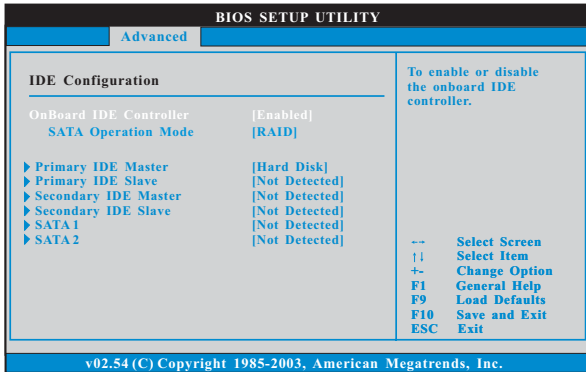 BIOS SETUP UTILITY
Advanced
IDE Configuration
OnBoard IDE Controller [Enabled]
SATA Operation Mode [RAID]
Primary IDE Master [Hard Disk]
Primary IDE Slave [Not Detected]
Secondary IDE Master [Not Detected]
Secondary IDE Slave [Not Detected]
SATA1 [Not Detected]
SATA2 [Not Detected]
To enable or disable
the onboard IDE
controller.
←→ Select Screen
↑↓ Select Item
+- Change Option
F1 General Help
F9 Load Defaults
F10 Save and Exit
ESC Exit
v02.54 (C) Copyright 1985-2003, American Megatrends, Inc.